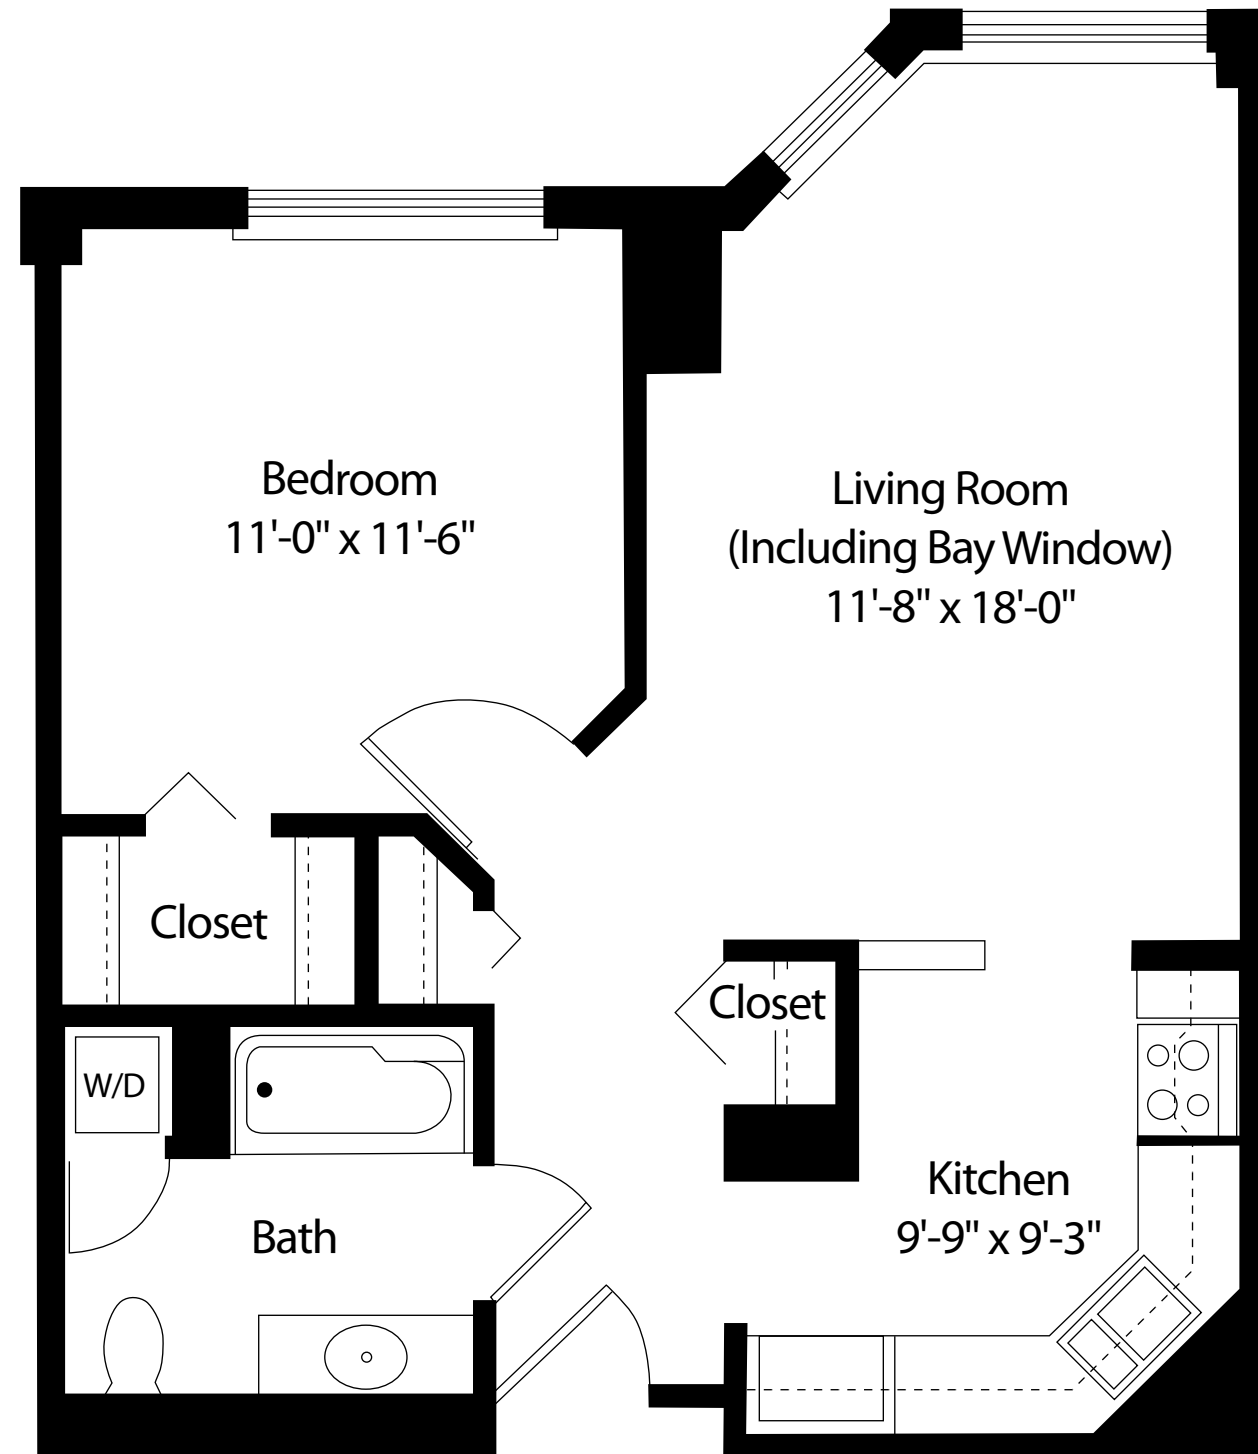 Bedroom
11'-0" x 11'-6"
Living Room
(Including Bay Window)
11'-8" x 18'-0"
Closet
Closet
W/D
Kitchen
9'-9" x 9'-3"
Bath